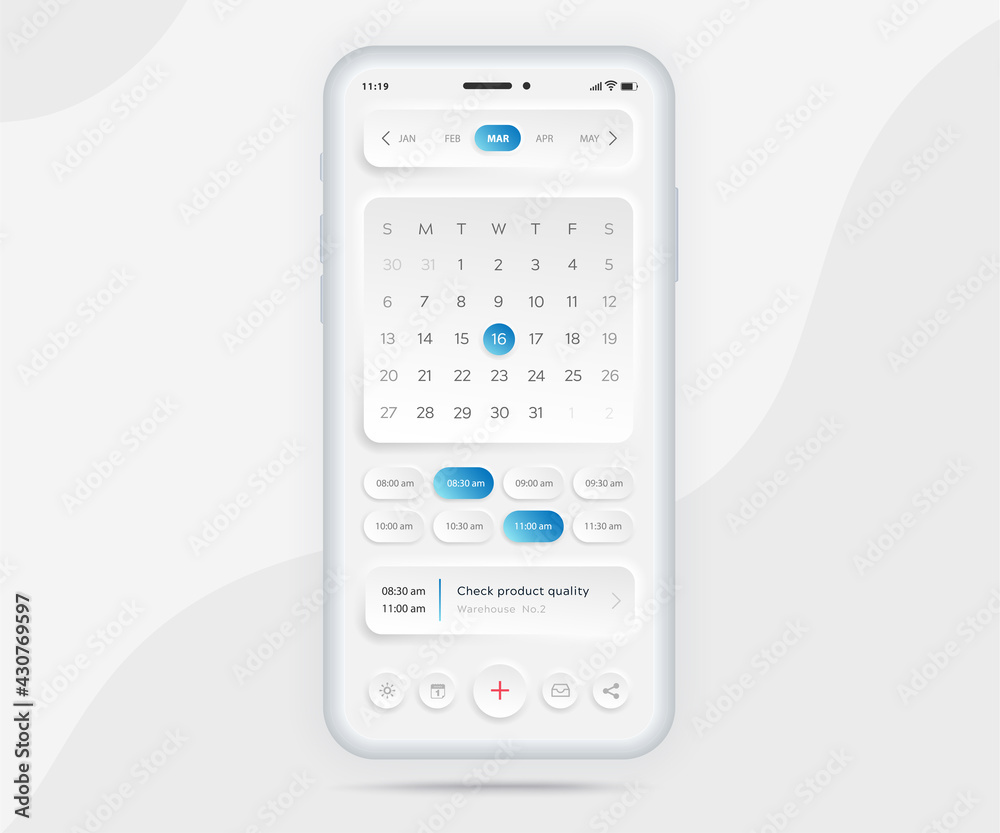 11:19
JAN FEB MAR APR MAY
S M T W T F S
30 31 1 2 3 4 5
6 7 8 9 10 11 12
13 14 15 16 17 18 19
20 21 22 23 24 25 26
27 28 29 30 31 1 2
08:00 am 08:30 am 09:00 am 09:30 am
10:00 am 10:30 am 11:00 am 11:30 am
08:30 am Check product quality
11:00 am Warehouse No.2
1
Adobe Stock | #430769597
Adobe Stock